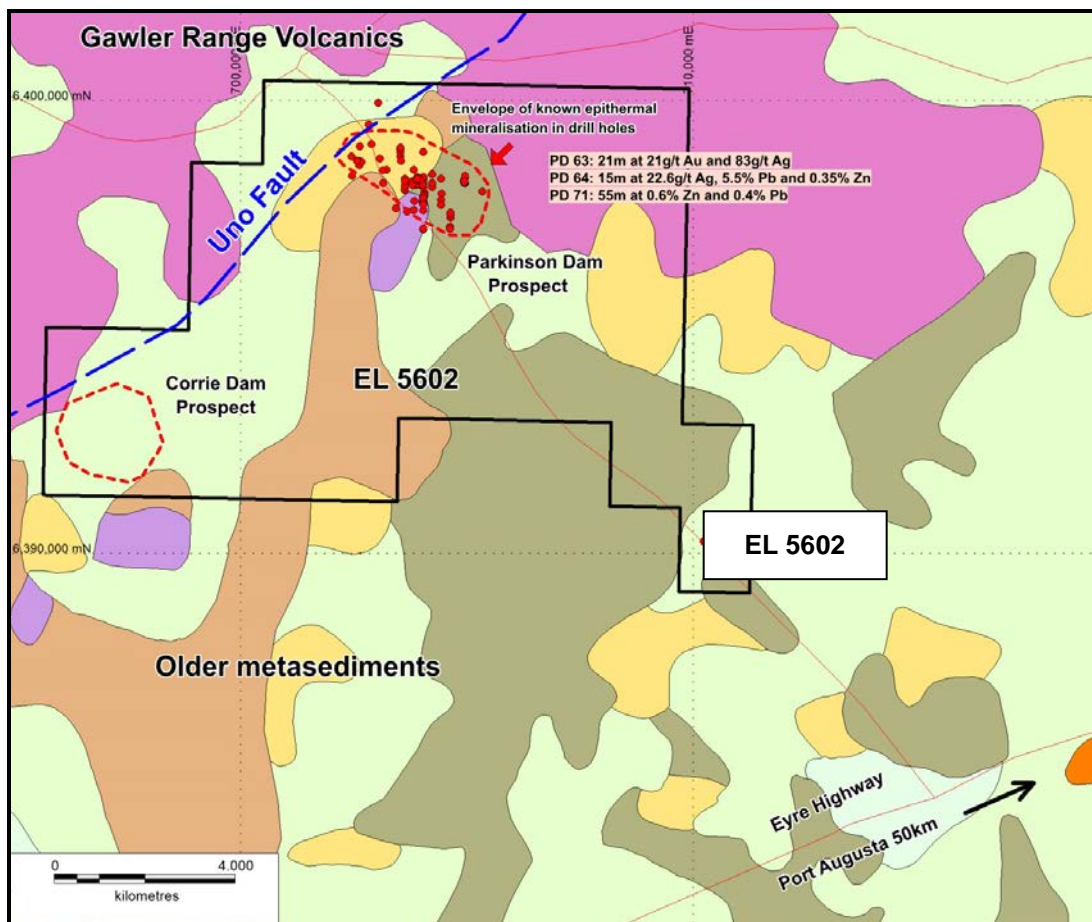 Gawler Range Volcanics
700,000 mE
10,000 mE
6,400,000 mN
Envelope of known epithermal
mineralisation in drill holes
PD 63: 21m at 21g/t Au and 83g/t Ag
PD 64: 15m at 22.6g/t Ag, 5.5% Pb and 0.35% Zn
PD 71: 55m at 0.6% Zn and 0.4% Pb
Uno Fault
Parkinson Dam
Prospect
Corrie Dam
Prospect
EL 5602
6,390,000 mN
EL 5602
Older metasediments
Eyre Highway
Port Augusta 50km
0 4,000
kilometres